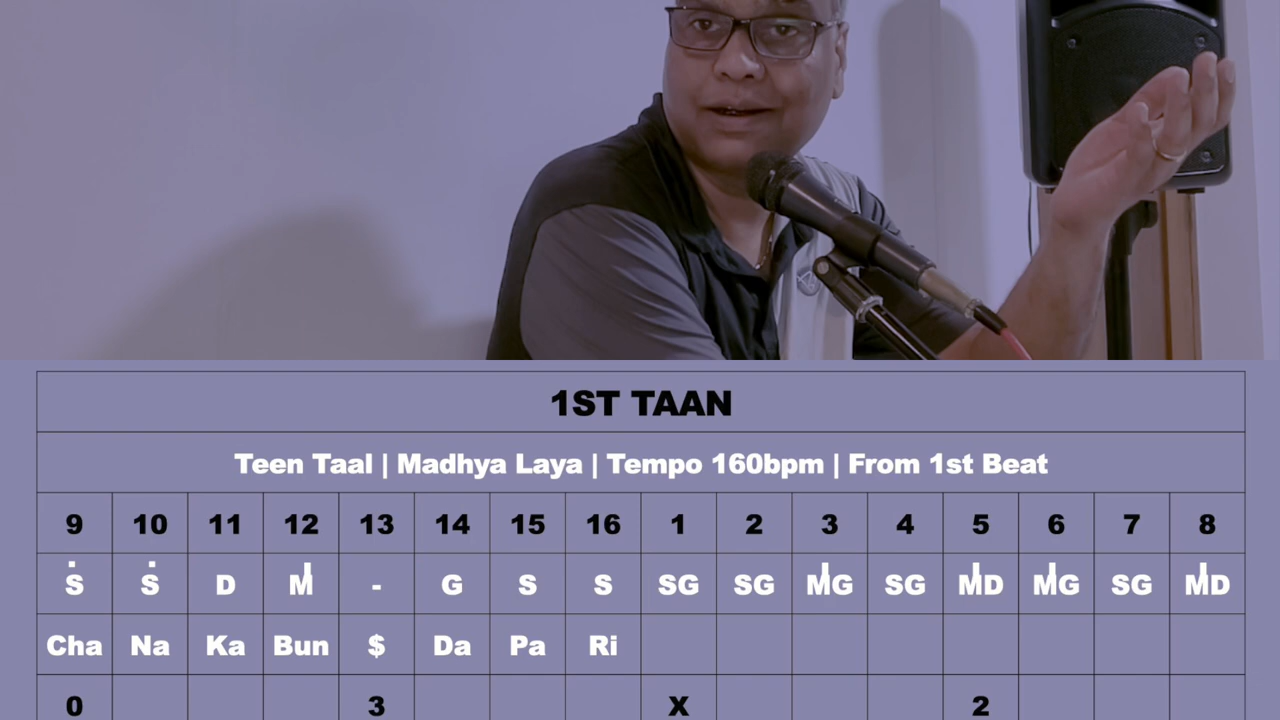 1ST TAAN
Teen Taal | Madhya Laya | Tempo 160bpm | From 1st Beat
9 10 11 12 13 14 15 16 1 2 3 4 5 6 7 8
Ṡ Ṡ D M̍ - G S S SG SG M̍G SG M̍D M̍G SG M̍D
Cha Na Ka Bun $ Da Pa Ri
0 3 X 2